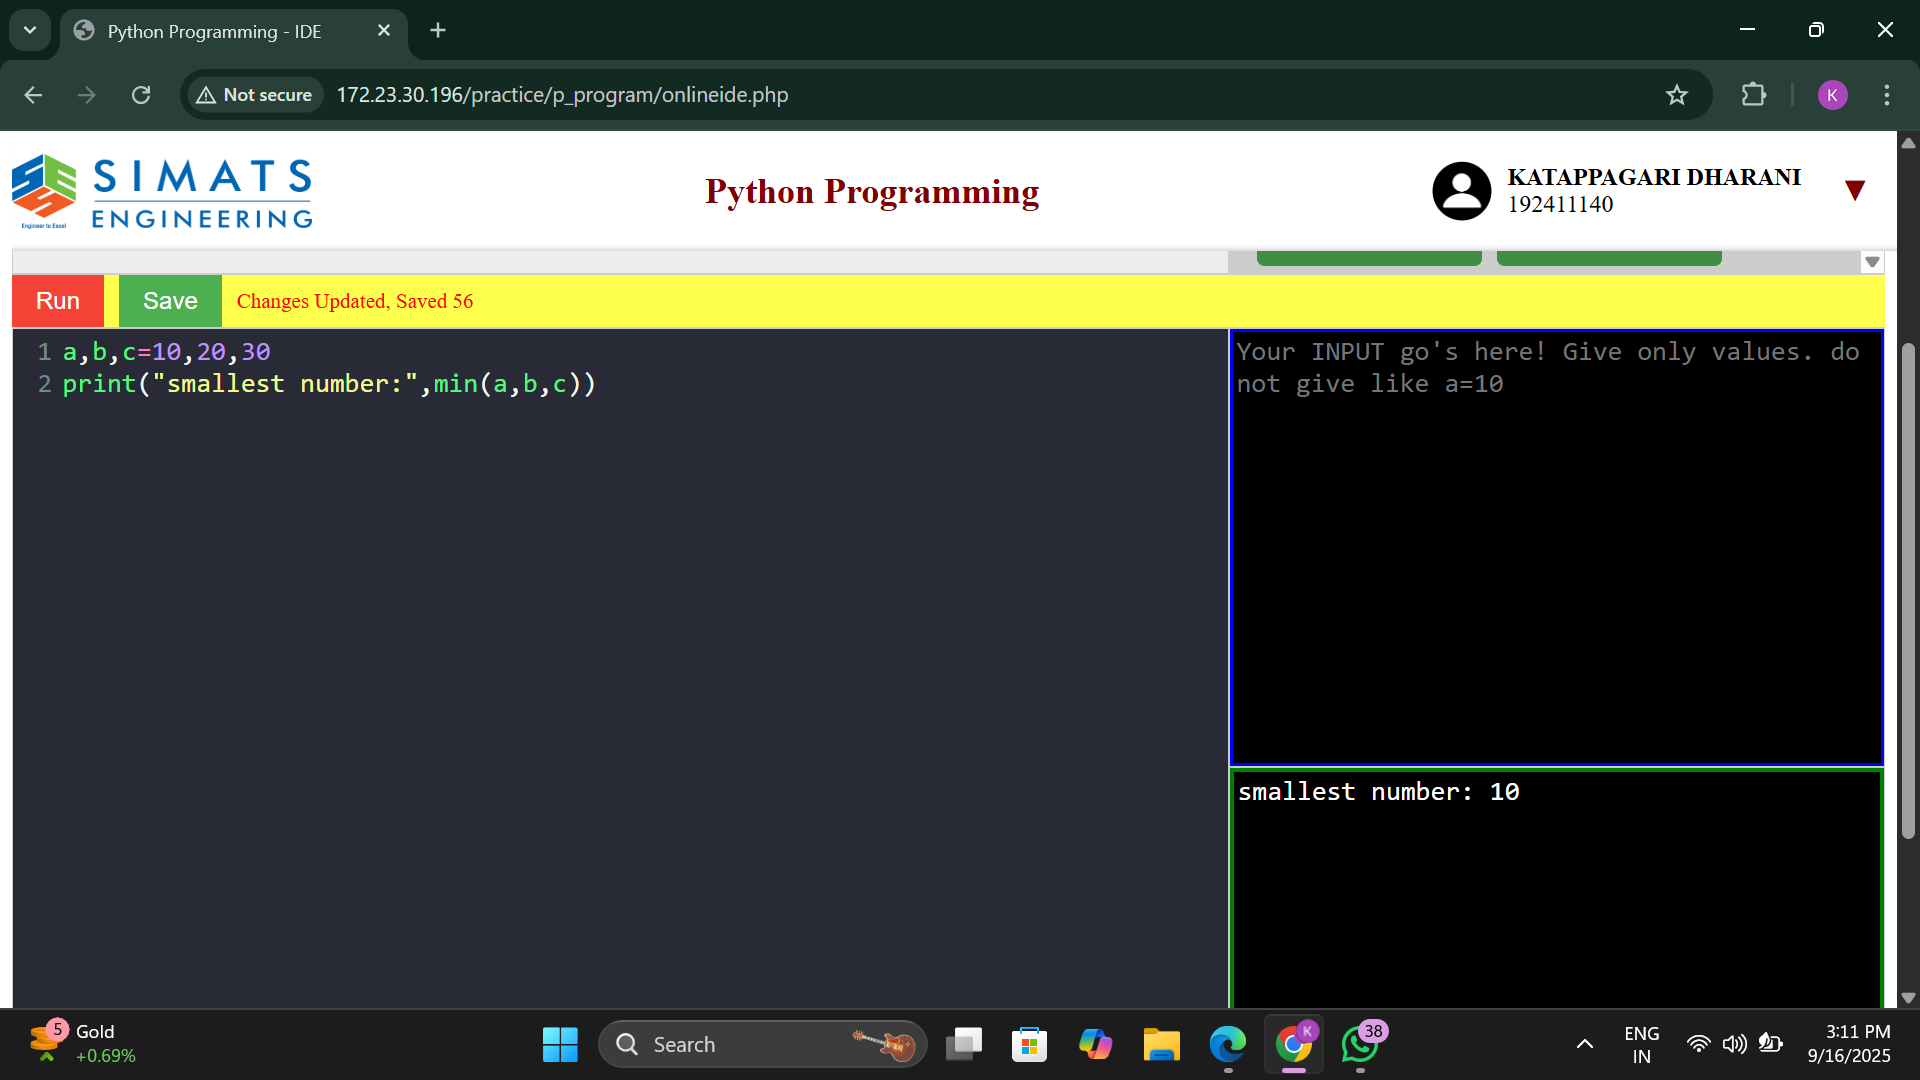 Python Programming - IDE
Not secure
172.23.30.196/practice/p_program/onlineide.php
K
SIMATS
ENGINEERING
Engineer to Excel
Python Programming
KATAPPAGARI DHARANI
192411140
Run
Save
Changes Updated, Saved 56
1 a,b,c=10,20,30
2 print("smallest number:",min(a,b,c))
Your INPUT go's here! Give only values. do
not give like a=10
smallest number: 10
5
Gold
+0.69%
Search
K
38
ENG
IN
3:11 PM
9/16/2025